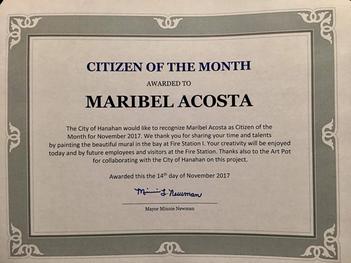 CITIZEN OF THE MONTH
AWARDED TO
MARIBEL ACOSTA
The City of Hanahan would like to recognize Maribel Acosta as Citizen of the
Month for November 2017. We thank you for sharing your time and talents
by painting the beautiful mural in the bay at Fire Station I. Your creativity will be enjoyed
today and by future employees and visitors at the Fire Station. Thanks also to the Art Pot
for collaborating with the City of Hanahan on this project.
Awarded this the 14th day of November 2017
Minnie L Newman
Mayor Minnie Newman